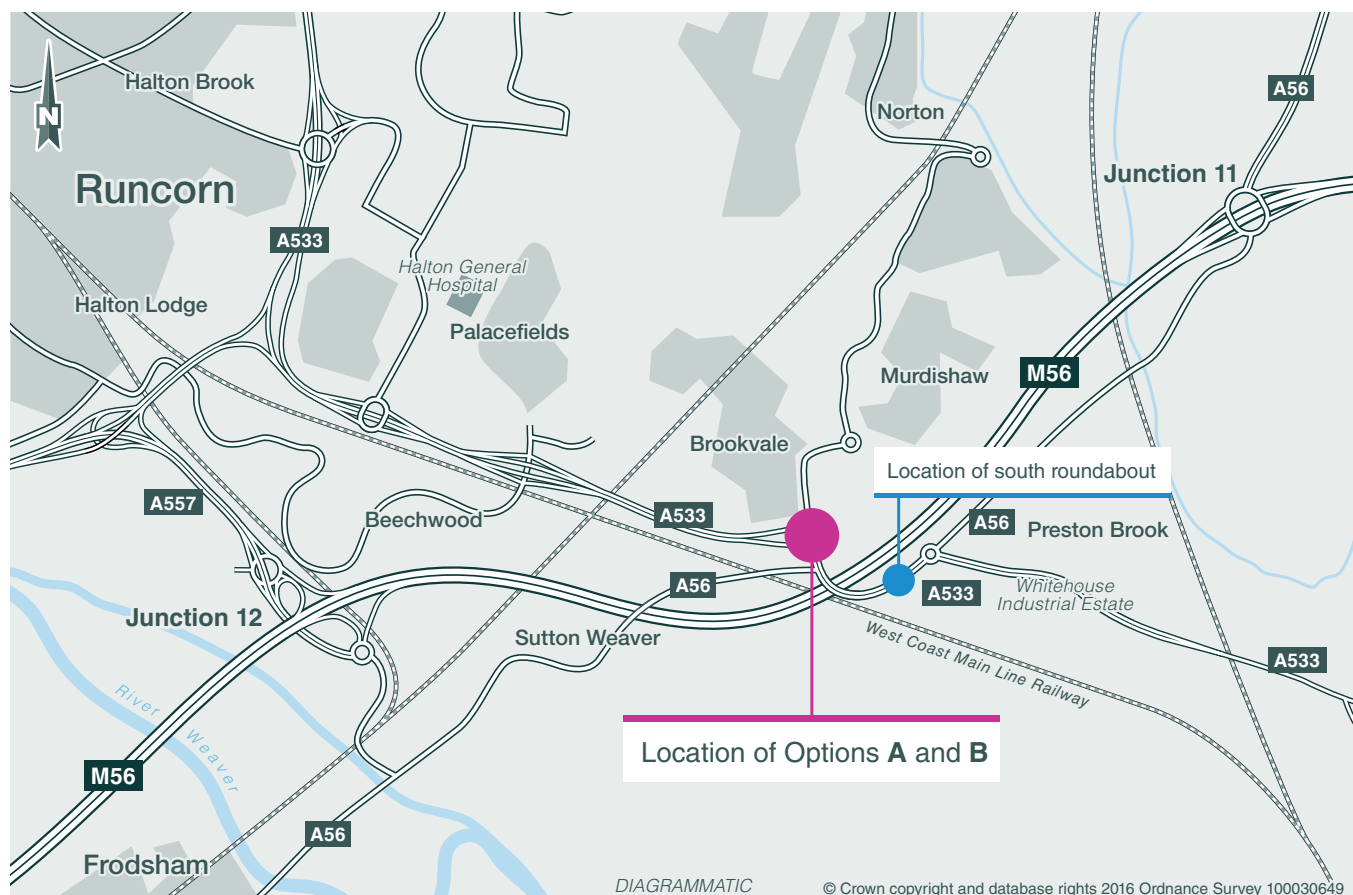 Halton Brook
Norton
A56
N
Junction 11
Runcorn
A533
Halton General
Hospital
Halton Lodge
Palacefields
M56
Murdishaw
Brookvale
Location of south roundabout
A557
A533
Beechwood
A56
Preston Brook
A56
A533
Whitehouse
Industrial Estate
Junction 12
Sutton Weaver
West Coast Main Line Railway
A533
River Weaver
Location of Options A and B
M56
A56
Frodsham
DIAGRAMMATIC
© Crown copyright and database rights 2016 Ordnance Survey 100030649